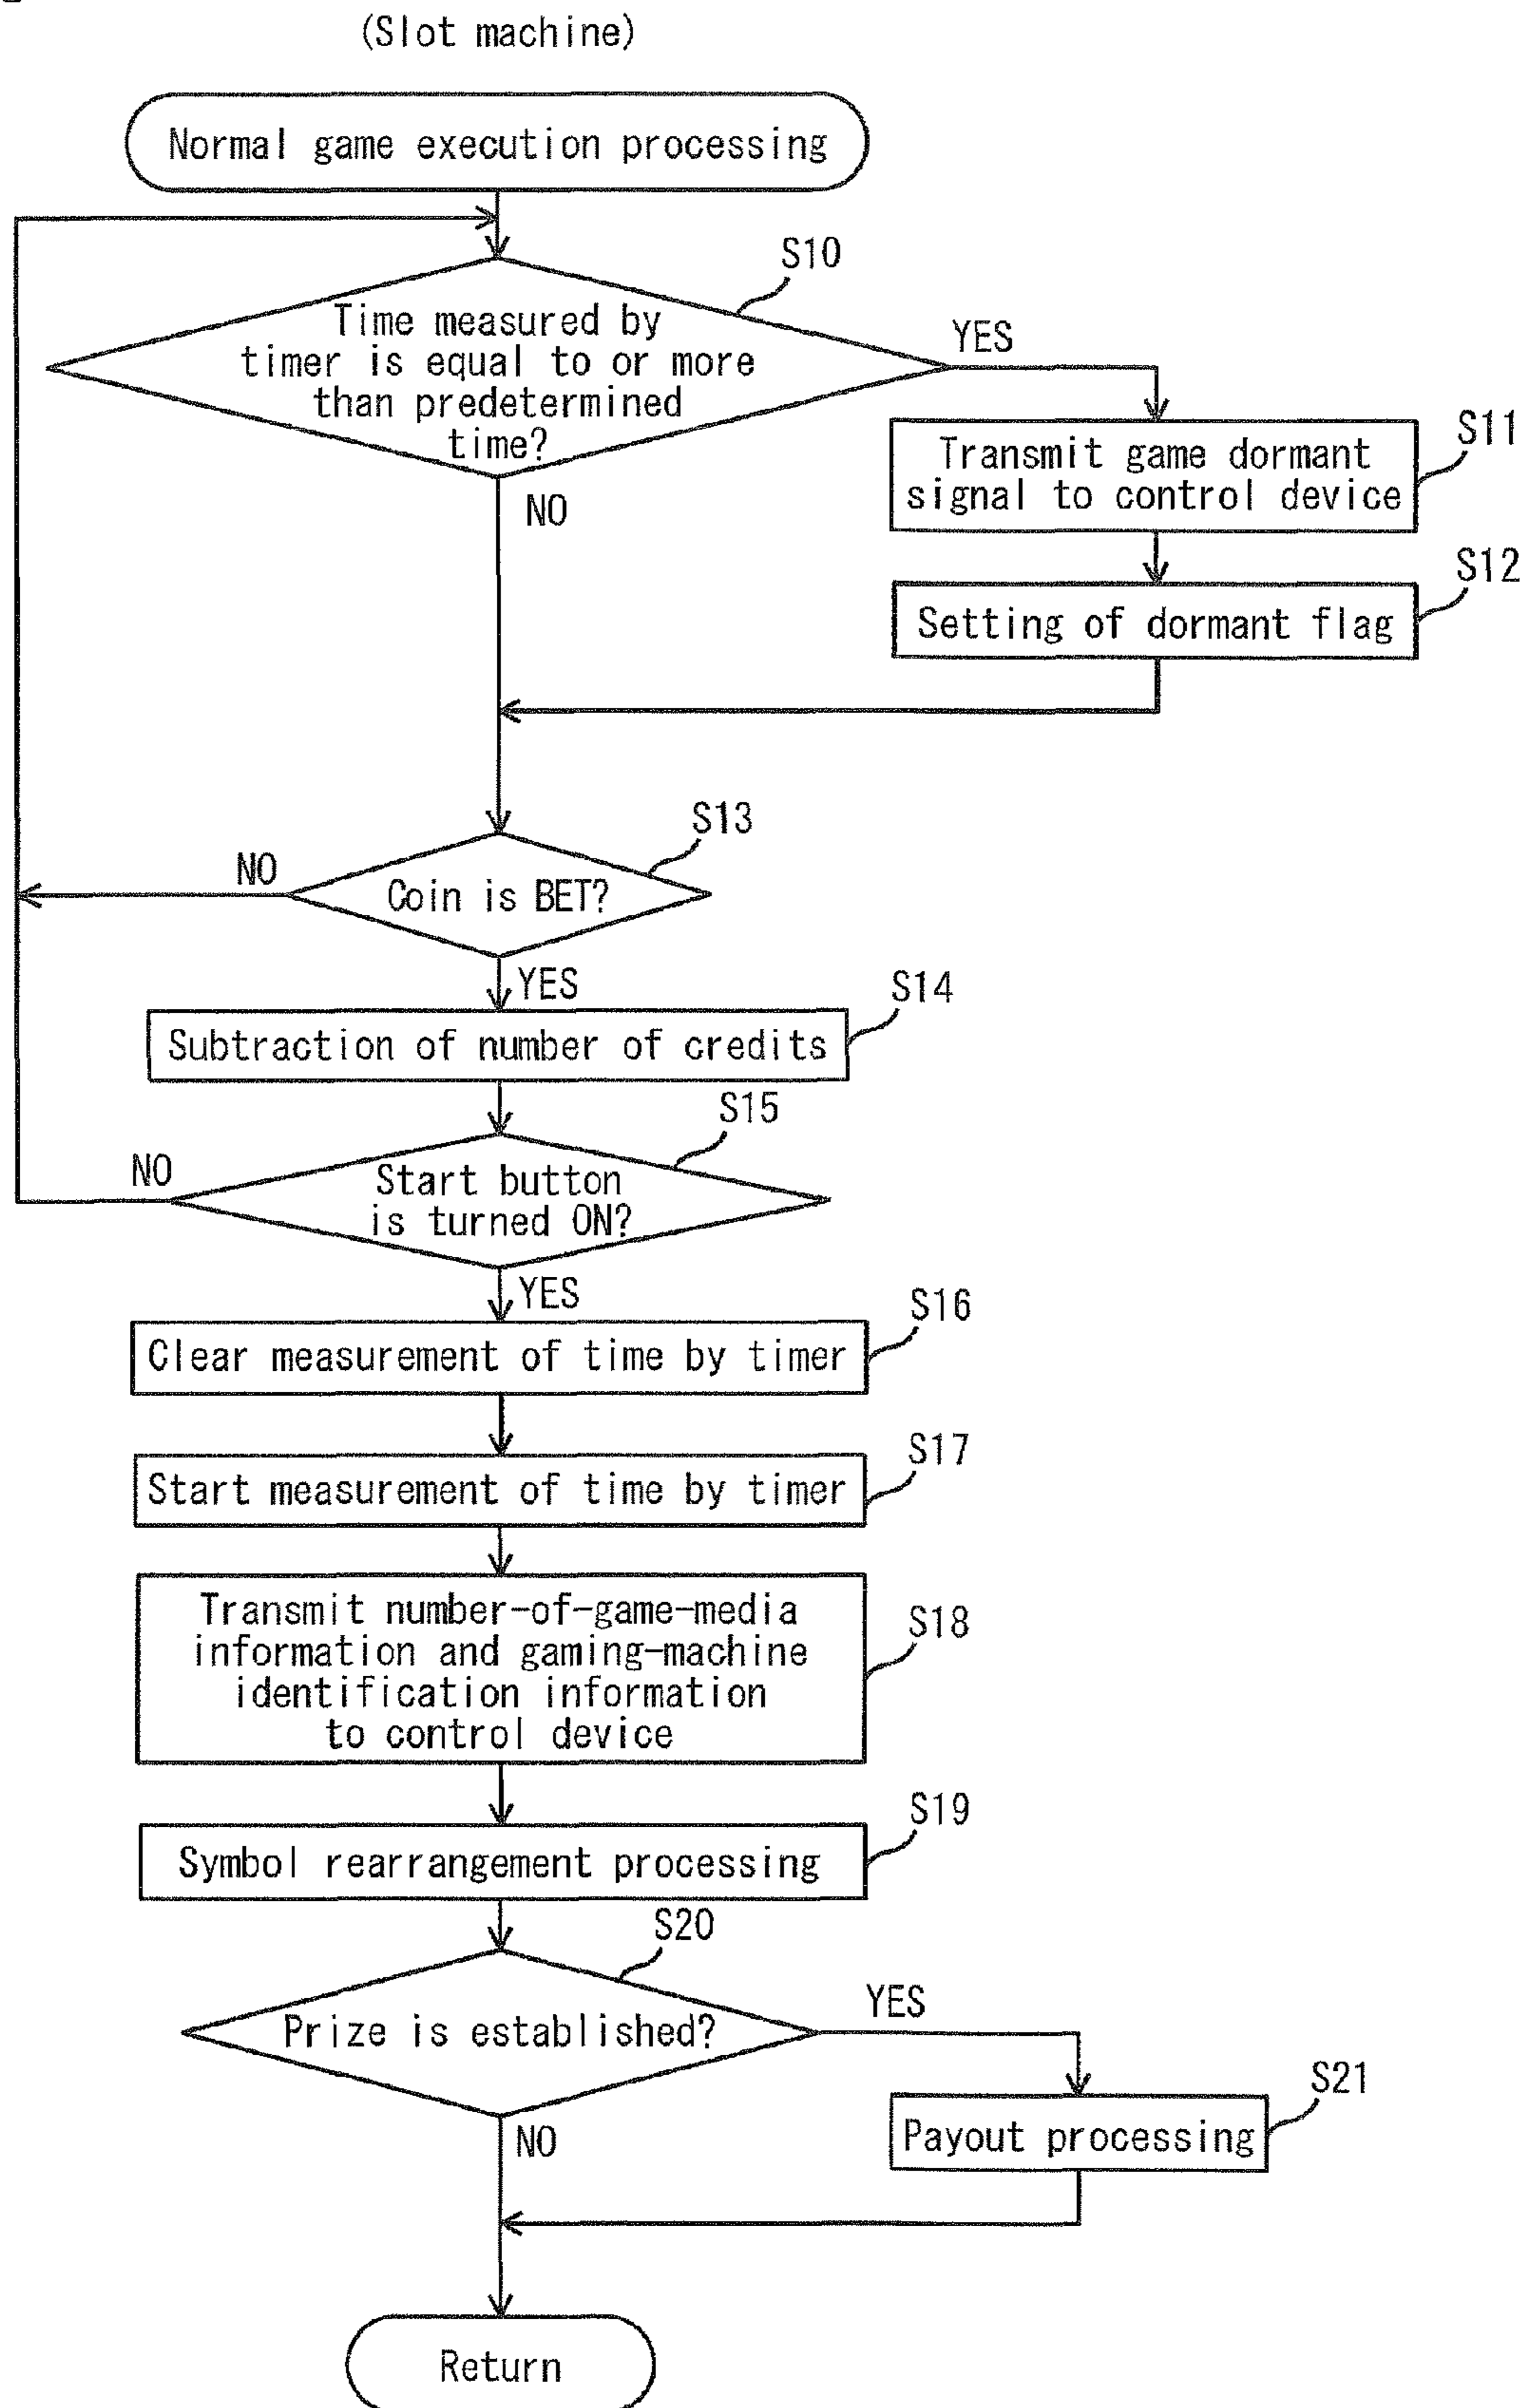 (Slot machine)
Normal game execution processing
S10
Time measured by
timer is equal to or more
than predetermined
time?
YES
NO
S11
Transmit game dormant
signal to control device
S12
Setting of dormant flag
S13
Coin is BET?
NO
YES
S14
Subtraction of number of credits
S15
Start button
is turned ON?
NO
YES
S16
Clear measurement of time by timer
S17
Start measurement of time by timer
S18
Transmit number-of-game-media
information and gaming-machine
identification information
to control device
S19
Symbol rearrangement processing
S20
Prize is established?
YES
NO
S21
Payout processing
Return